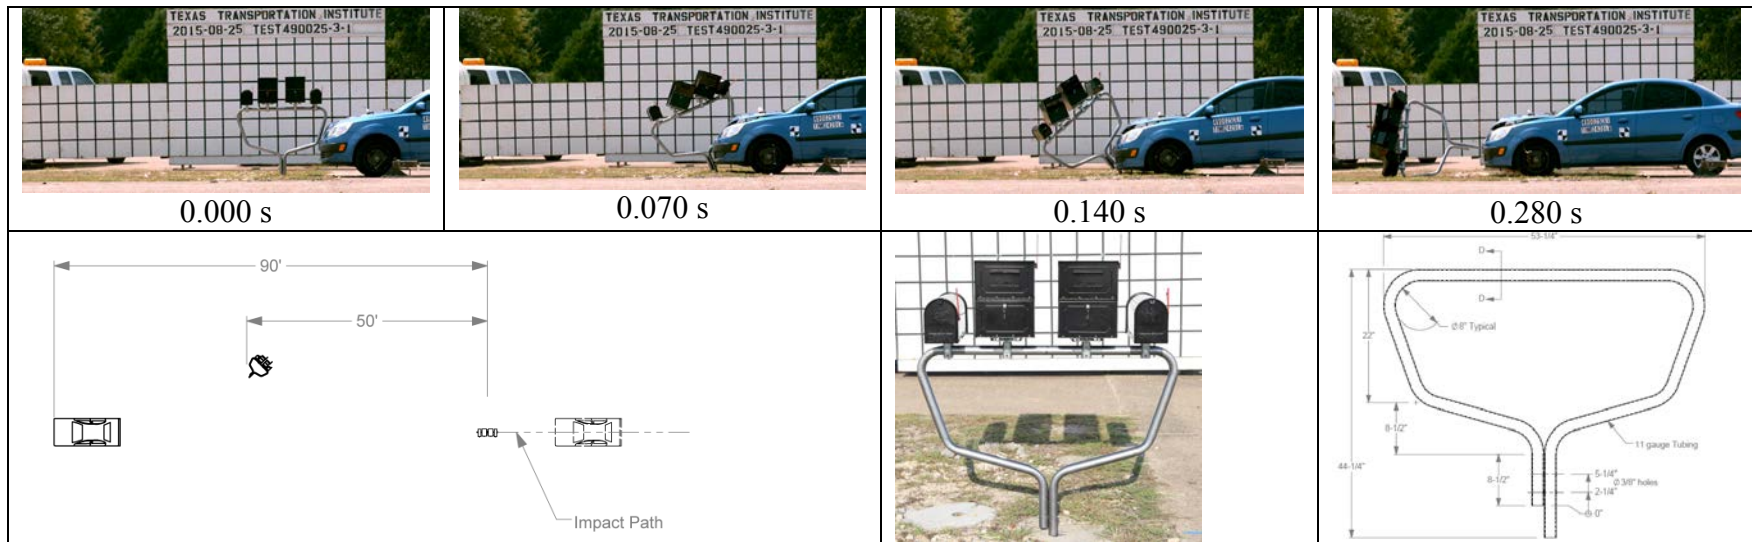 TEXAS TRANSPORTATION INSTITUTE
2015-08-25 TEST490025-3-1
TEXAS TRANSPORTATION INSTITUTE
2015-08-25 TEST490025-3-1
TEXAS TRANSPORTATION INSTITUTE
2015-08-25 TEST490025-3-1
TEXAS TRANSPORTATION INSTITUTE
2015-08-25 TEST490025-3-1
0.000 s
0.070 s
0.140 s
0.280 s
90'
50'
Impact Path
53-1/4"
D
D
Ø8" Typical
22"
8-1/2"
11 gauge Tubing
44-1/4"
8-1/2"
5-1/4"
Ø 3/8" holes
2-1/4"
0"